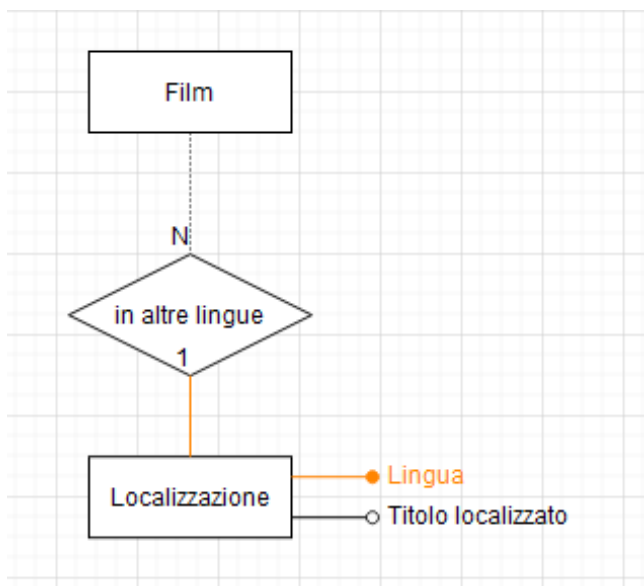 Film
N
in altre lingue
1
Localizzazione
Lingua
Titolo localizzato